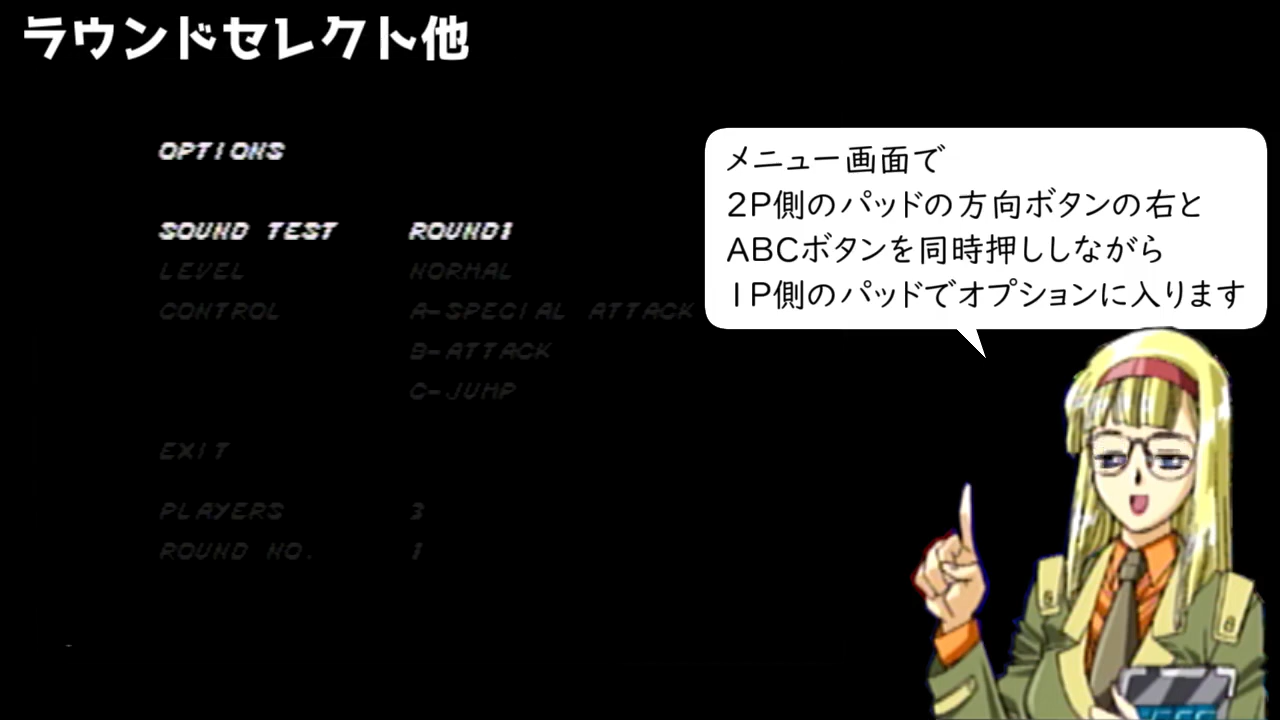 ラウンドセレクト他
OPTIONS
SOUND TEST ROUND1
LEVEL NORMAL
CONTROL A-SPECIAL ATTACK
B-ATTACK
C-JUMP
EXIT
PLAYERS 3
ROUND NO. 1
メニュー画面で
2P側のパッドの方向ボタンの右と
ABCボタンを同時押ししながら
1P側のパッドでオプションに入ります